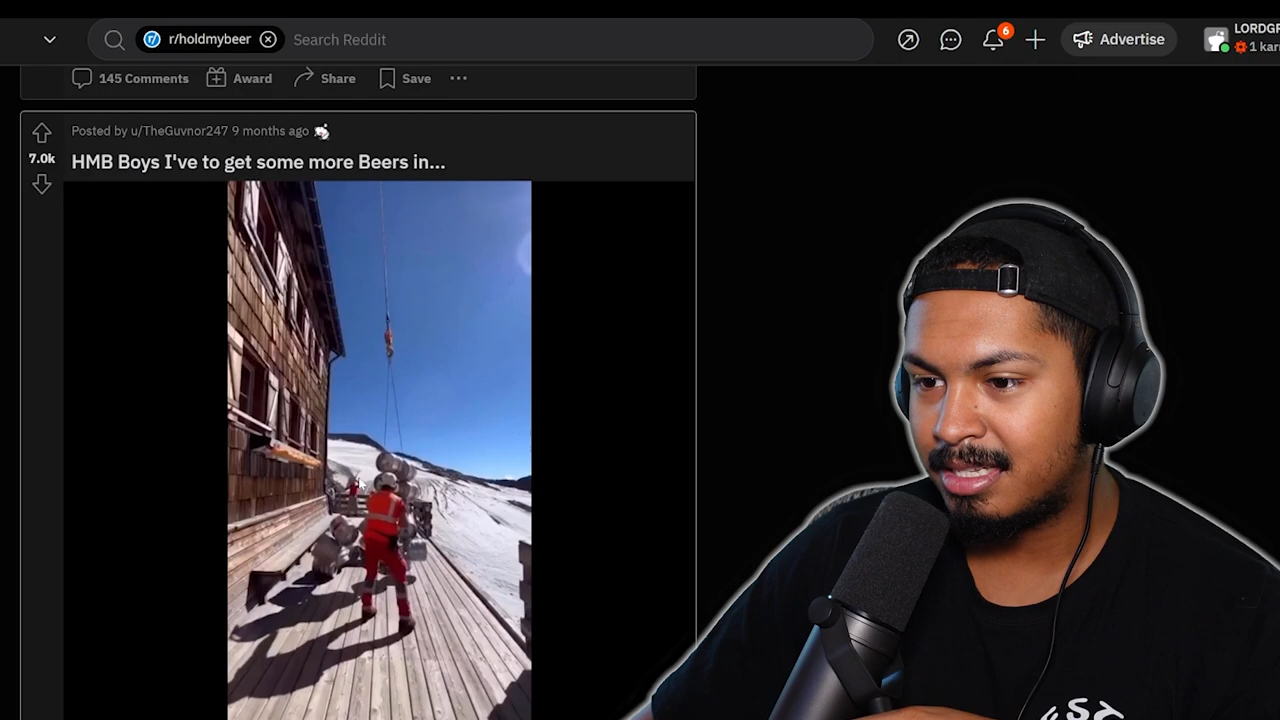 r/holdmybeer
Search Reddit
6
Advertise
LORDGR
1 kar
145 Comments
Award
Share
Save
Posted by u/TheGuvnor247 9 months ago
7.0k
HMB Boys I've to get some more Beers in...